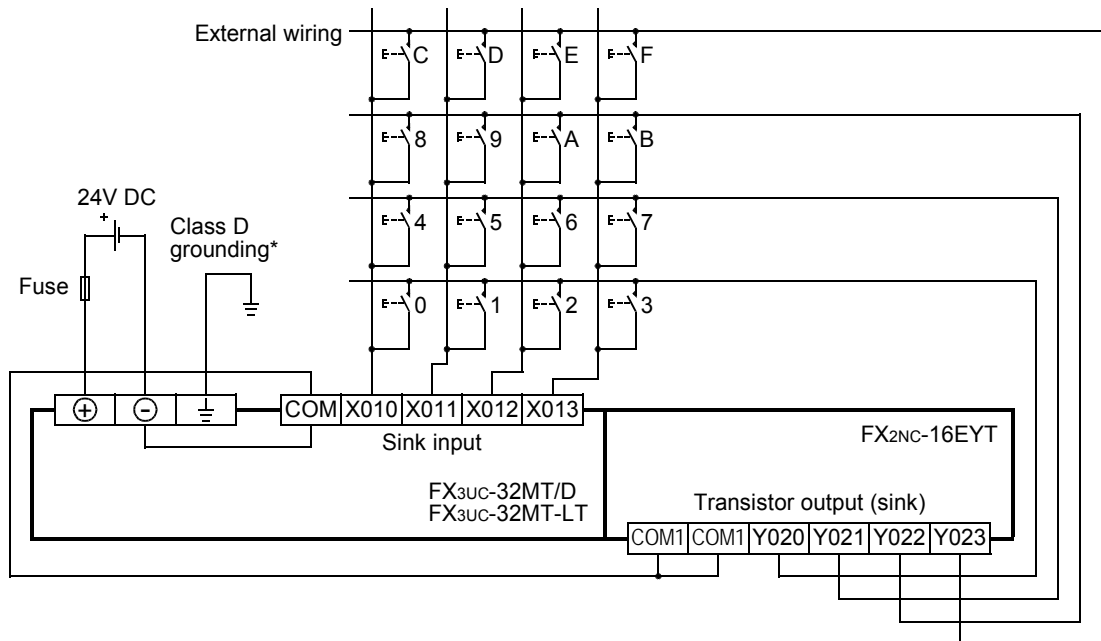 External wiring
C D E F
8 9 A B
24V DC
+
Class D
grounding*
4 5 6 7
Fuse
0 1 2 3
+ - COM X010 X011 X012 X013
Sink input
FX2NC-16EYT
FX3UC-32MT/D
FX3UC-32MT-LT
Transistor output (sink)
COM1 COM1 Y020 Y021 Y022 Y023